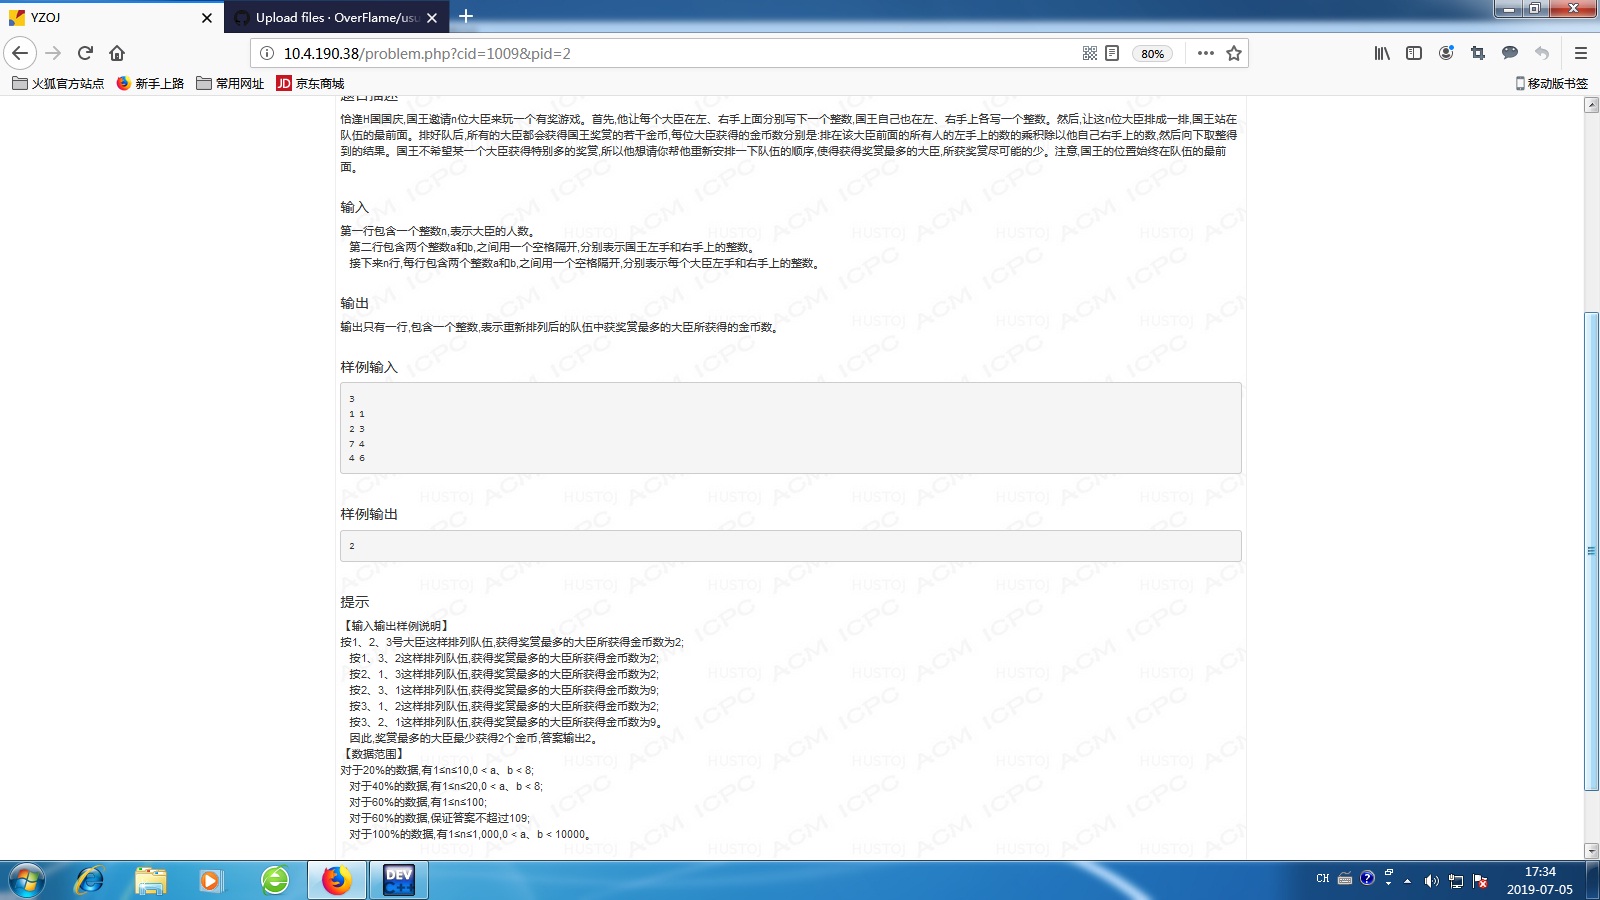 YZOJ
Upload files · OverFlame/usu
10.4.190.38/problem.php?cid=1009&pid=2
80%
火狐官方站点
新手上路
常用网址
JD 京东商城
移动版书签
题目描述
恰逢H国国庆,国王邀请n位大臣来玩一个有奖游戏。首先,他让每个大臣在左、右手上面分别写下一个整数,国王自己也在左、右手上各写一个整数。然后,让这n位大臣排成一排,国王站在
队伍的最前面。排好队后,所有的大臣都会获得国王奖赏的若干金币,每位大臣获得的金币数分别是:排在该大臣前面的所有人的左手上的数的乘积除以他自己右手上的数,然后向下取整得
到的结果。国王不希望某一个大臣获得特别多的奖赏,所以他想请你帮他重新安排一下队伍的顺序,使得获得奖赏最多的大臣,所获奖赏尽可能的少。注意,国王的位置始终在队伍的最前
面。
输入
第一行包含一个整数n,表示大臣的人数。
第二行包含两个整数a和b,之间用一个空格隔开,分别表示国王左手和右手上的整数。
接下来n行,每行包含两个整数a和b,之间用一个空格隔开,分别表示每个大臣左手和右手上的整数。
输出
输出只有一行,包含一个整数,表示重新排列后的队伍中获奖赏最多的大臣所获得的金币数。
样例输入
3
1 1
2 3
7 4
4 6
样例输出
2
提示
【输入输出样例说明】
按1、2、3号大臣这样排列队伍,获得奖赏最多的大臣所获得金币数为2;
按1、3、2这样排列队伍,获得奖赏最多的大臣所获得金币数为2;
按2、1、3这样排列队伍,获得奖赏最多的大臣所获得金币数为2;
按2、3、1这样排列队伍,获得奖赏最多的大臣所获得金币数为9;
按3、1、2这样排列队伍,获得奖赏最多的大臣所获得金币数为2;
按3、2、1这样排列队伍,获得奖赏最多的大臣所获得金币数为9。
因此,奖赏最多的大臣最少获得2个金币,答案输出2。
【数据范围】
对于20%的数据,有1≤n≤10,0 < a、b < 8;
对于40%的数据,有1≤n≤20,0 < a、b < 8;
对于60%的数据,有1≤n≤100;
对于60%的数据,保证答案不超过109;
对于100%的数据,有1≤n≤1,000,0 < a、b < 10000。
DEV C++
CH
17:34
2019-07-05